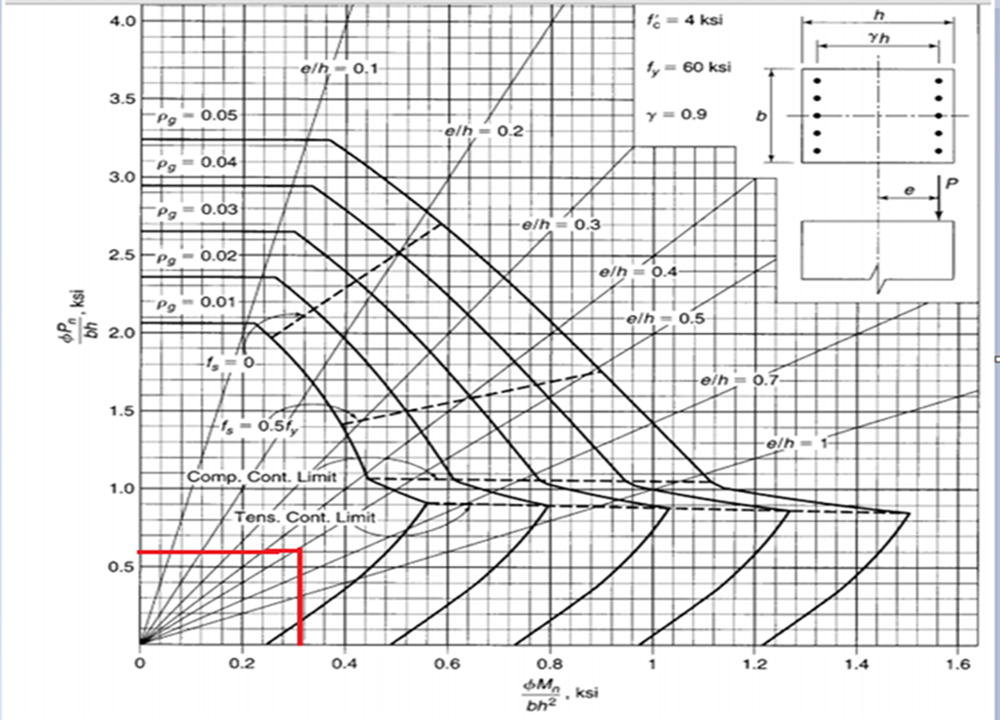 4.0
3.5
3.0
2.5
2.0
1.5
1.0
0.5
ϕPn/bh, ksi
0
0.2
0.4
0.6
0.8
1
1.2
1.4
1.6
ϕMn/bh², ksi
e/h = 0.1
e/h = 0.2
e/h = 0.3
e/h = 0.4
e/h = 0.5
e/h = 0.7
e/h = 1
ρg = 0.05
ρg = 0.04
ρg = 0.03
ρg = 0.02
ρg = 0.01
fs = 0
fs = 0.5fy
Comp. Cont. Limit
Tens. Cont. Limit
f′c = 4 ksi
fy = 60 ksi
γ = 0.9
h
γh
b
e
P